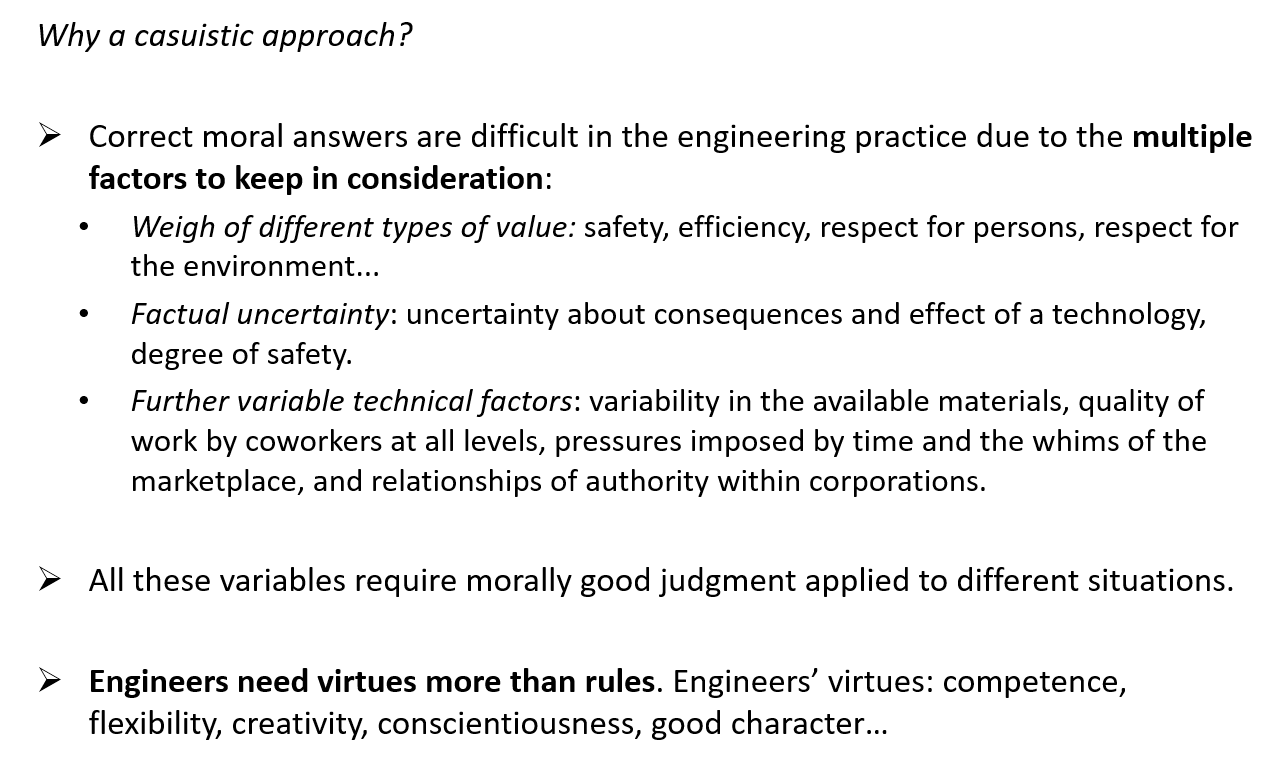 Why a casuistic approach?
➢ Correct moral answers are difficult in the engineering practice due to the multiple
factors to keep in consideration:
• Weigh of different types of value: safety, efficiency, respect for persons, respect for
the environment...
• Factual uncertainty: uncertainty about consequences and effect of a technology,
degree of safety.
• Further variable technical factors: variability in the available materials, quality of
work by coworkers at all levels, pressures imposed by time and the whims of the
marketplace, and relationships of authority within corporations.
➢ All these variables require morally good judgment applied to different situations.
➢ Engineers need virtues more than rules. Engineers’ virtues: competence,
flexibility, creativity, conscientiousness, good character…